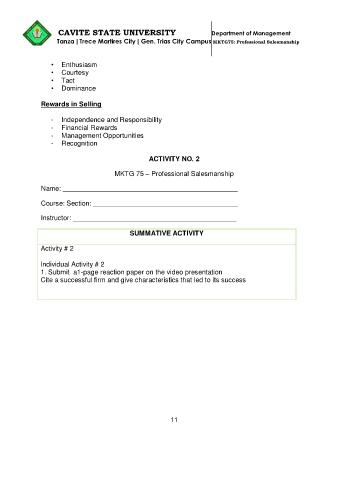 CAVITE STATE UNIVERSITY
Department of Management
Tanza | Trece Martires City | Gen. Trias City Campus
MKTG75: Professional Salesmanship
• Enthusiasm
• Courtesy
• Tact
• Dominance
Rewards in Selling
- Independence and Responsibility
- Financial Rewards
- Management Opportunities
- Recognition
ACTIVITY NO. 2
MKTG 75 – Professional Salesmanship
Name: ______________________________________________
Course: Section: ______________________________________
Instructor: ___________________________________________
SUMMATIVE ACTIVITY
Activity # 2
Individual Activity # 2
1. Submit a1-page reaction paper on the video presentation
Cite a successful firm and give characteristics that led to its success
11